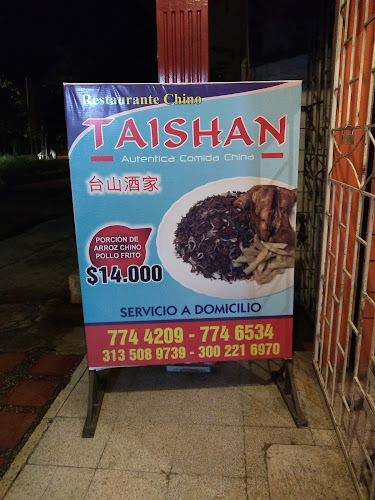 Restaurante Chino
TAISHAN
Autentica Comida China
台山酒家
PORCIÓN DE
ARROZ CHINO
POLLO FRITO
$14.000
SERVICIO A DOMICILIO
774 4209 - 774 6534
313 508 9739 - 300 221 6970